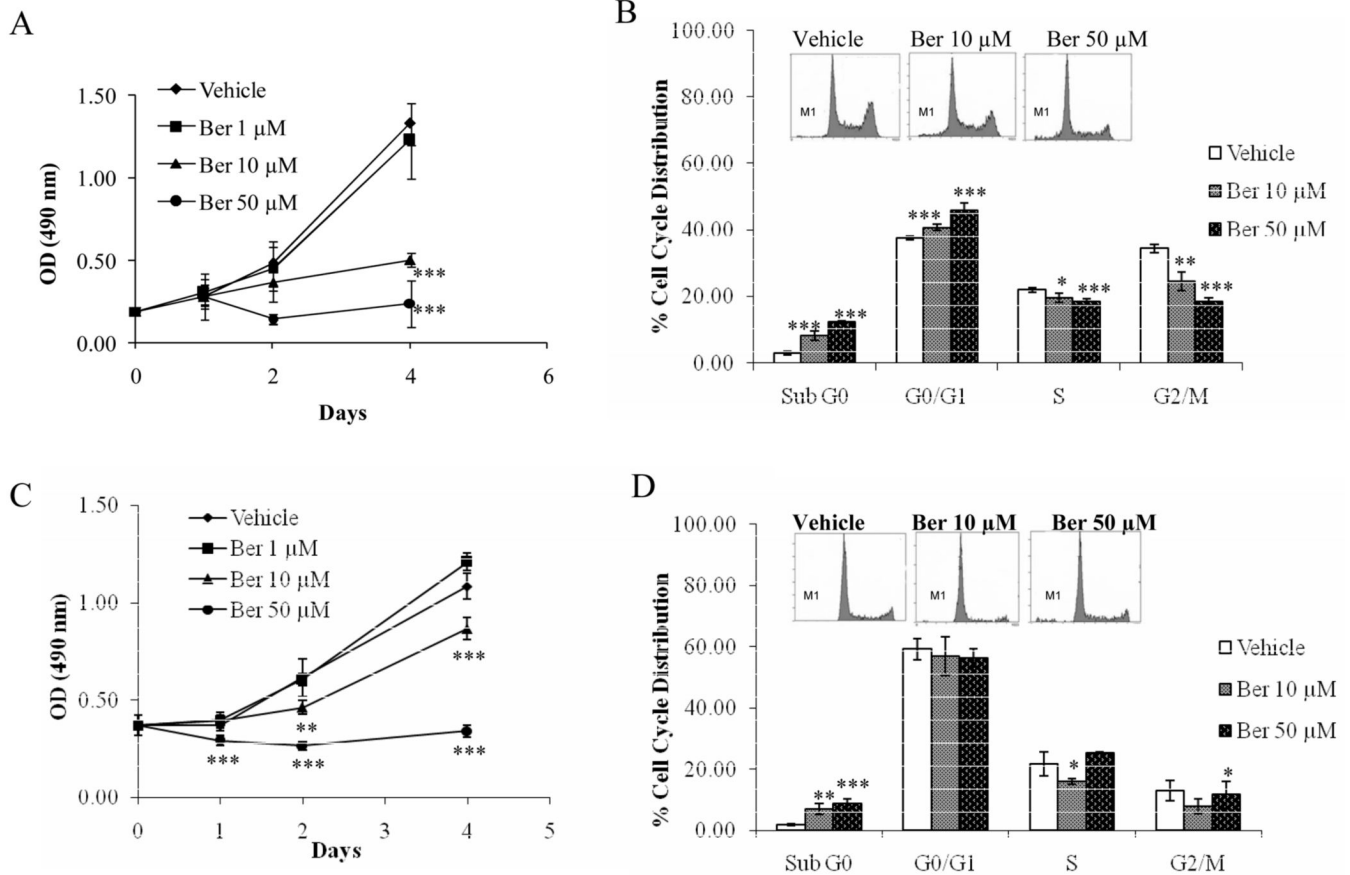 A
Vehicle
Ber 1 µM
Ber 10 µM
Ber 50 µM
1.50
1.00
0.50
0.00
OD (490 nm)
***
***
0 2 4 6
Days
B
100.00
80.00
60.00
40.00
20.00
0.00
% Cell Cycle Distribution
Vehicle Ber 10 µM Ber 50 µM
M1 M1 M1
Vehicle
Ber 10 µM
Ber 50 µM
*** *** *** *** * *** ** ***
Sub G0 G0/G1 S G2/M
C
Vehicle
Ber 1 µM
Ber 10 µM
Ber 50 µM
1.50
1.00
0.50
0.00
OD (490 nm)
***
**
*** *** ***
0 1 2 3 4 5
Days
D
100.00
80.00
60.00
40.00
20.00
0.00
% Cell Cycle Distribution
Vehicle Ber 10 µM Ber 50 µM
M1 M1 M1
Vehicle
Ber 10 µM
Ber 50 µM
** *** * *
Sub G0 G0/G1 S G2/M